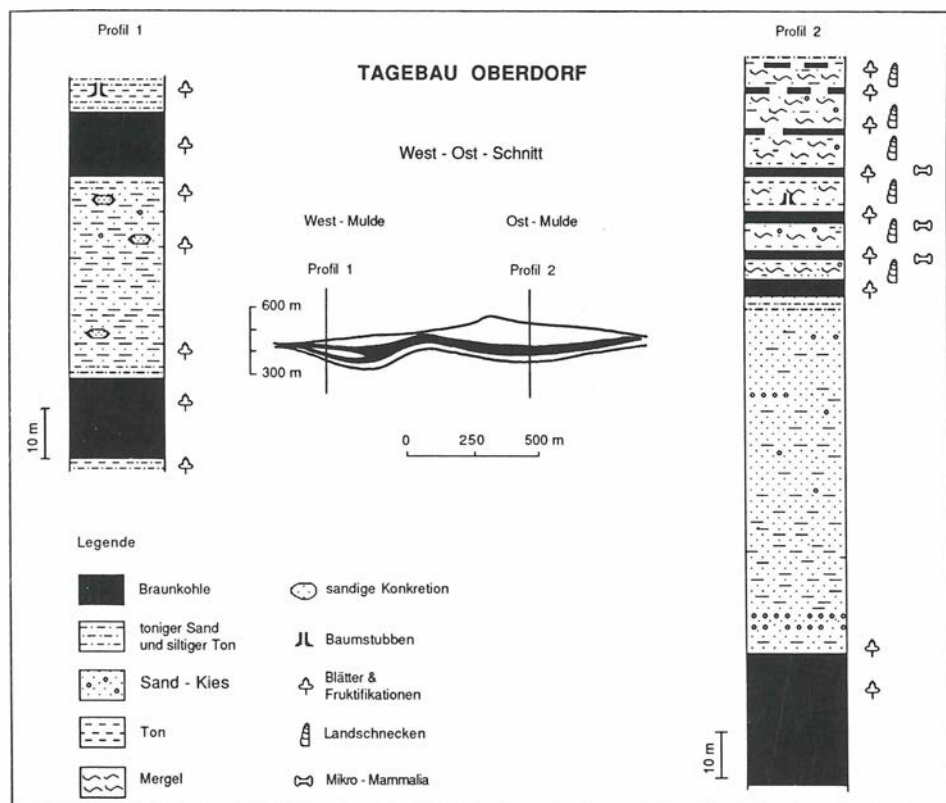 Profil 1
Profil 2
TAGEBAU OBERDORF
West - Ost - Schnitt
West - Mulde
Ost - Mulde
Profil 1
Profil 2
600 m
300 m
0 250 500 m
10 m
10 m
Legende
Braunkohle
toniger Sand
und siltiger Ton
Sand - Kies
Ton
Mergel
sandige Konkretion
Baumstubben
Blätter &
Fruktifikationen
Landschnecken
Mikro - Mammalia